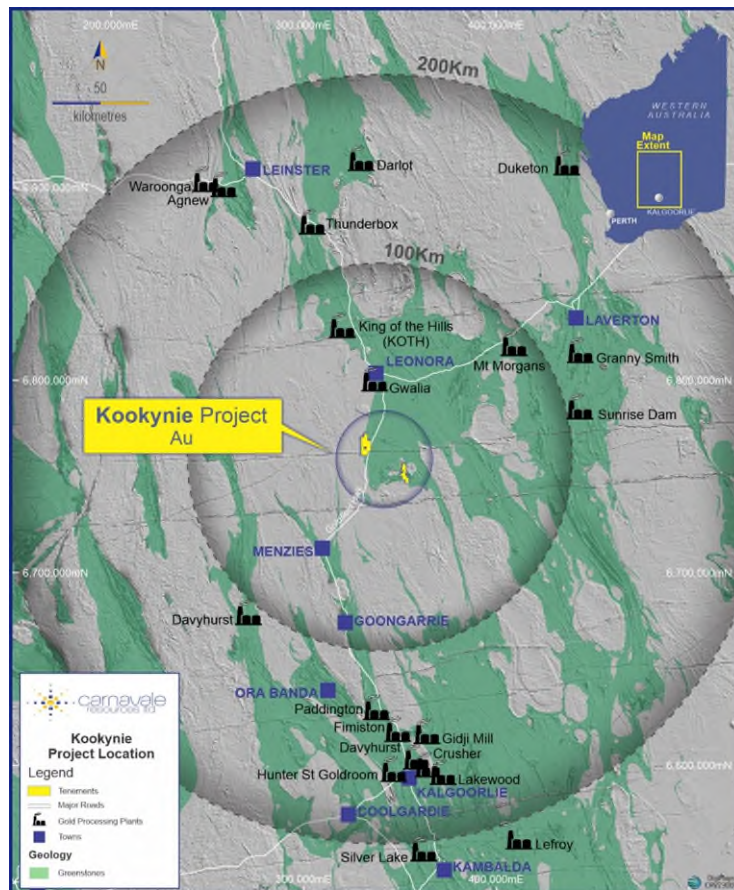 200,000mE
300,000mE
400,000mE
N
50
kilometres
200Km
WESTERN
AUSTRALIA
Map
Extent
KALGOORLIE
PERTH
LEINSTER
Darlot
Duketon
Waroonga
Agnew
6,900,000mN
Thunderbox
100Km
King of the Hills
(KOTH)
LAVERTON
LEONORA
Mt Morgans
Granny Smith
Gwalia
6,800,000mN
6,800,000mN
Sunrise Dam
Kookynie Project
Au
MENZIES
6,700,000mN
6,700,000mN
Davyhurst
GOONGARRIE
ORA BANDA
Paddington
Fimiston
Gidji Mill
Davyhurst
Crusher
Hunter St Goldroom
Lakewood
6,600,000mN
KALGOORLIE
COOLGARDIE
Silver Lake
Lefroy
KAMBALDA
300,000mE
400,000mE
carnavale
resources ltd
Kookynie
Project Location
Legend
Tenements
Major Roads
Gold Processing Plants
Towns
Geology
Greenstones